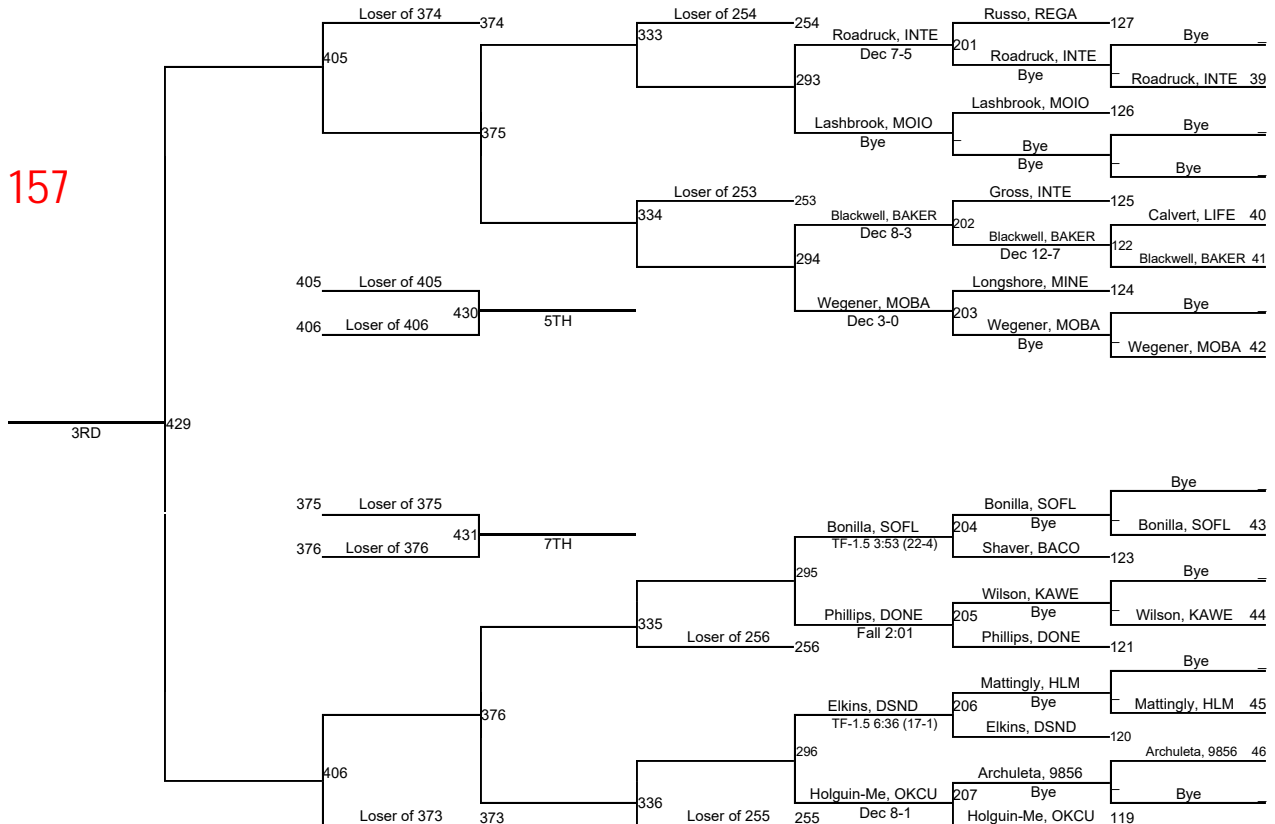 Loser of 374 374 Loser of 254 254 Russo, REGA 127
333 Roadruck, INTE 201 Bye _
405 Dec 7-5 Roadruck, INTE
293 Bye _ Roadruck, INTE 39
Lashbrook, MOIO 126
375 Lashbrook, MOIO Bye _
Bye _ Bye
Bye _ Bye _
157
Loser of 253 253 Gross, INTE 125
334 Blackwell, BAKER 202 Calvert, LIFE 40
Dec 8-3 Blackwell, BAKER 122
294 Dec 12-7 Blackwell, BAKER 41
405 Loser of 405 Longshore, MINE 124
430 5TH Wegener, MOBA 203 Bye _
406 Loser of 406 Dec 3-0 Wegener, MOBA
Bye _ Wegener, MOBA 42
3RD 429
Bye _
375 Loser of 375 Bonilla, SOFL
431 7TH Bonilla, SOFL 204 Bye _ Bonilla, SOFL 43
376 Loser of 376 TF-1.5 3:53 (22-4) Shaver, BACO 123
295 Bye _
Wilson, KAWE
335 Phillips, DONE 205 Bye _ Wilson, KAWE 44
Loser of 256 256 Fall 2:01 Phillips, DONE 121
Bye _
Mattingly, HLM
376 Elkins, DSND 206 Bye _ Mattingly, HLM 45
TF-1.5 6:36 (17-1) Elkins, DSND 120
296 Archuleta, 9856 46
406 Archuleta, 9856
336 Holguin-Me, OKCU 207 Bye _ Bye _
Loser of 373 373 Loser of 255 255 Dec 8-1 Holguin-Me, OKCU 119